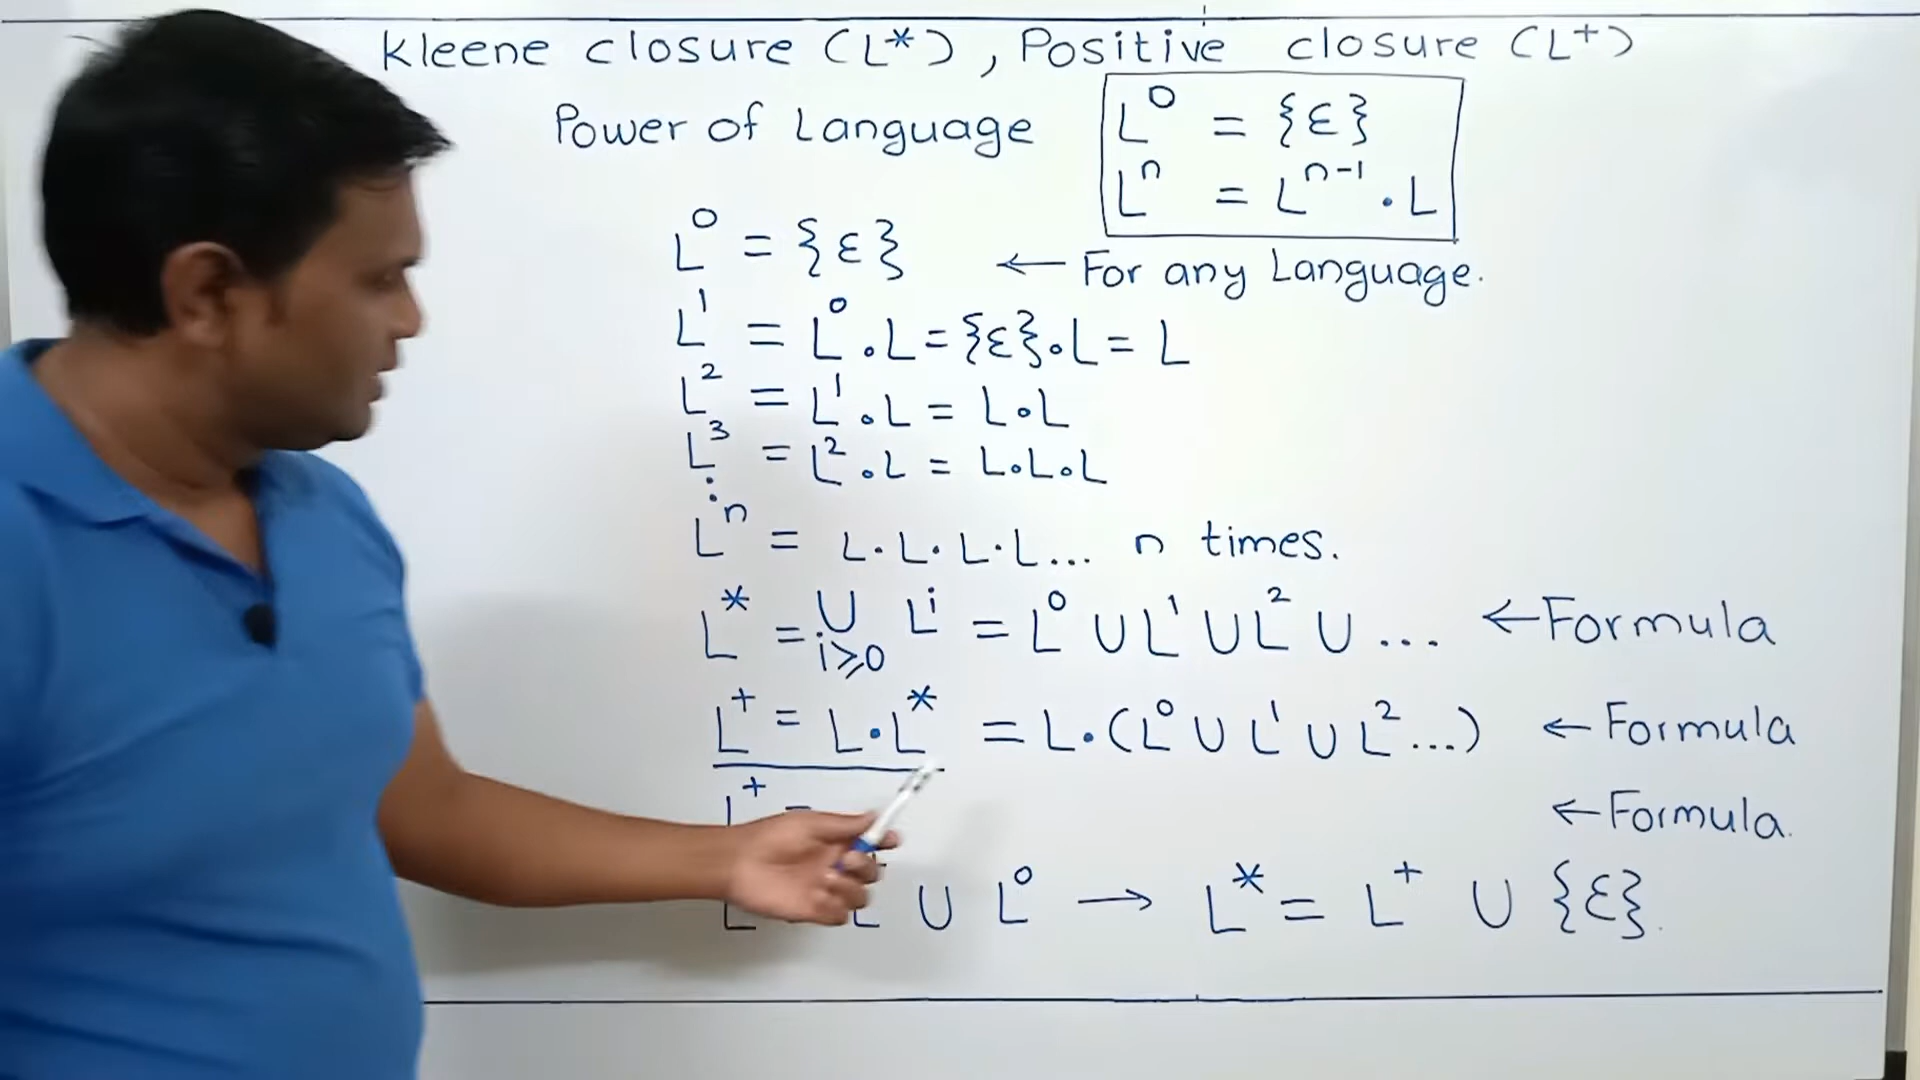 Kleene closure (L*), Positive closure (L⁺)
Power of Language
L⁰ = {ε}
Lⁿ = Lⁿ⁻¹ . L
L⁰ = {ε} ← For any Language.
L¹ = L⁰.L = {ε}.L = L
L² = L¹.L = L.L
L³ = L².L = L.L.L
⋮
Lⁿ = L.L.L.L... n times.
L* = ∪ i⩾0 Lⁱ = L⁰ ∪ L¹ ∪ L² ∪ ... ← Formula
L⁺ = L.L* = L.(L⁰ ∪ L¹ ∪ L²...) ← Formula
L⁺ = ← Formula.
∪ L⁰ → L* = L⁺ ∪ {ε}.